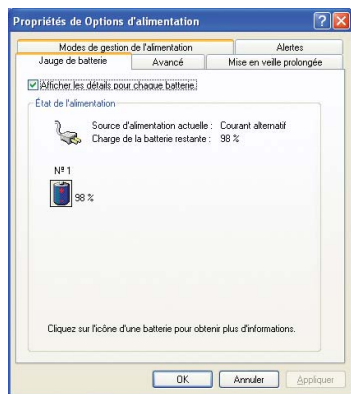 Propriétés de Options d'alimentation
Modes de gestion de l'alimentation Alertes
Jauge de batterie Avancé Mise en veille prolongée
Afficher les détails pour chaque batterie.
État de l'alimentation
Source d'alimentation actuelle : Courant alternatif
Charge de la batterie restante : 98 %
Nº 1
98 %
Cliquez sur l'icône d'une batterie pour obtenir plus d'informations.
OK Annuler Appliquer